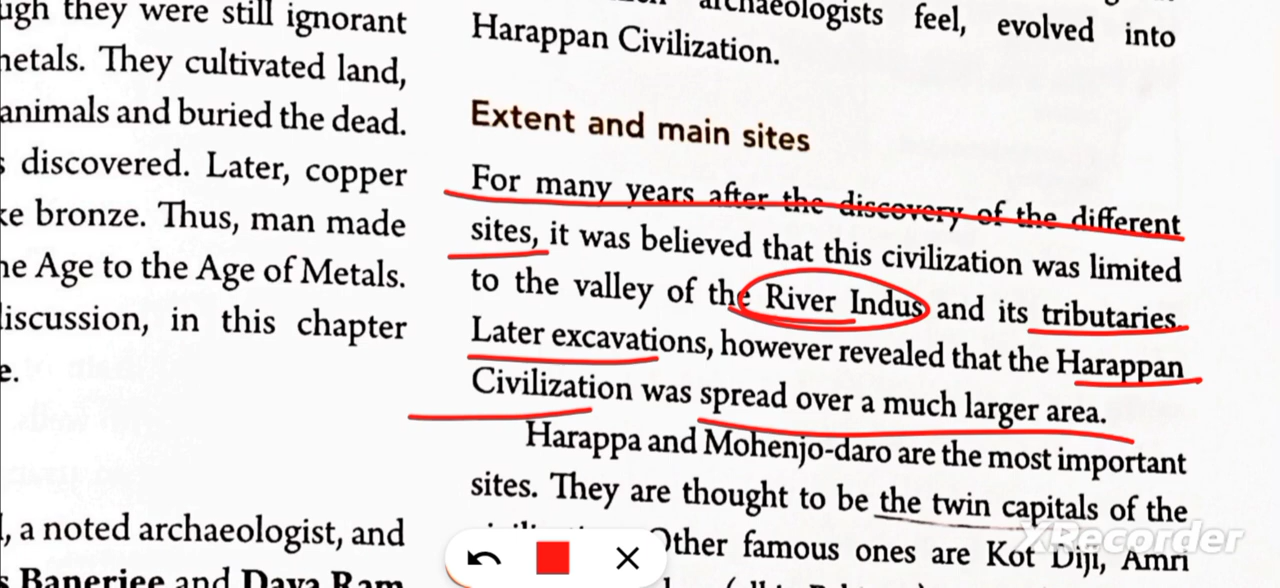 ugh they were still ignorant
metals. They cultivated land,
animals and buried the dead.
s discovered. Later, copper
ke bronze. Thus, man made
ne Age to the Age of Metals.
discussion, in this chapter
e.
l, a noted archaeologist, and
s Banerjee and Daya Ram
archaeologists feel, evolved into
Harappan Civilization.
Extent and main sites
For many years after the discovery of the different
sites, it was believed that this civilization was limited
to the valley of the River Indus and its tributaries.
Later excavations, however revealed that the Harappan
Civilization was spread over a much larger area.
Harappa and Mohenjo-daro are the most important
sites. They are thought to be the twin capitals of the
Other famous ones are Kot Diji, Amri
XRecorder